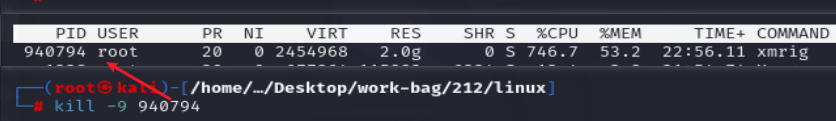 PID USER PR NI VIRT RES SHR S %CPU %MEM TIME+ COMMAND
940794 root 20 0 2454968 2.0g 0 S 746.7 53.2 22:56.11 xmrig
(root㉿kali)-[/home/…/Desktop/work-bag/212/linux]
# kill -9 940794